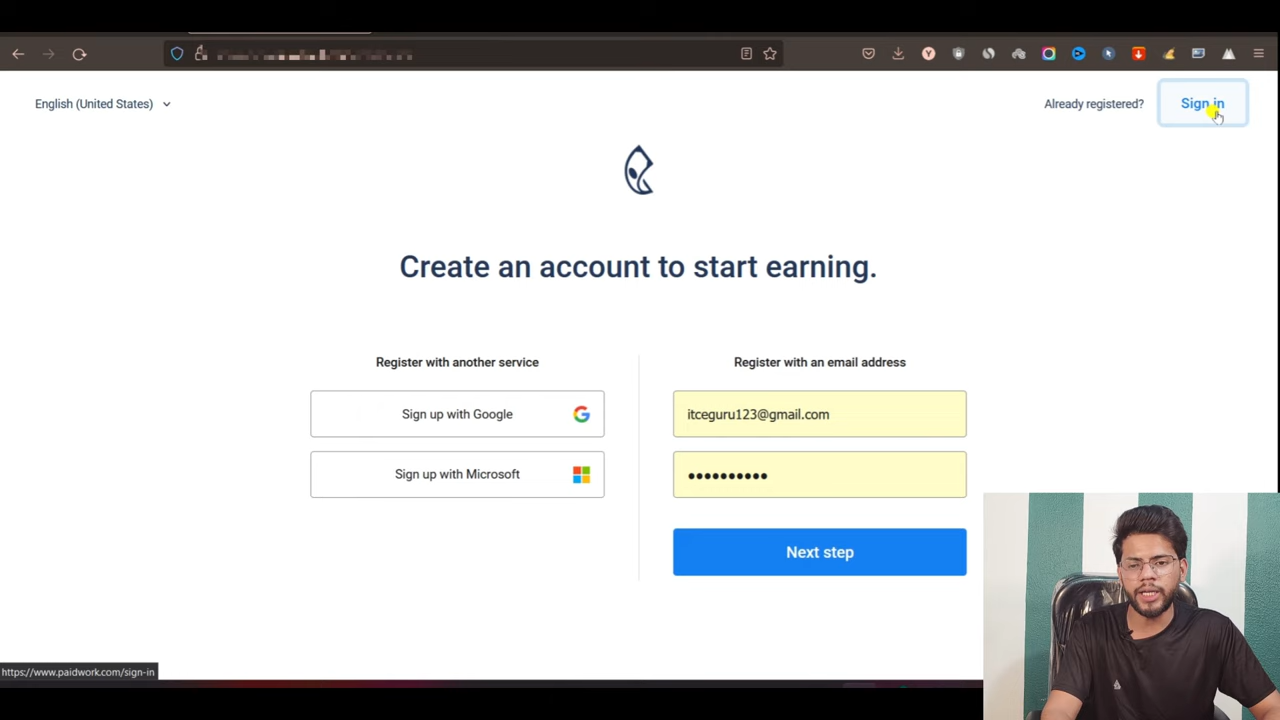 English (United States)
Already registered?
Sign in
Create an account to start earning.
Register with another service
Register with an email address
Sign up with Google
itceguru123@gmail.com
Sign up with Microsoft
Next step
https://www.paidwork.com/sign-in